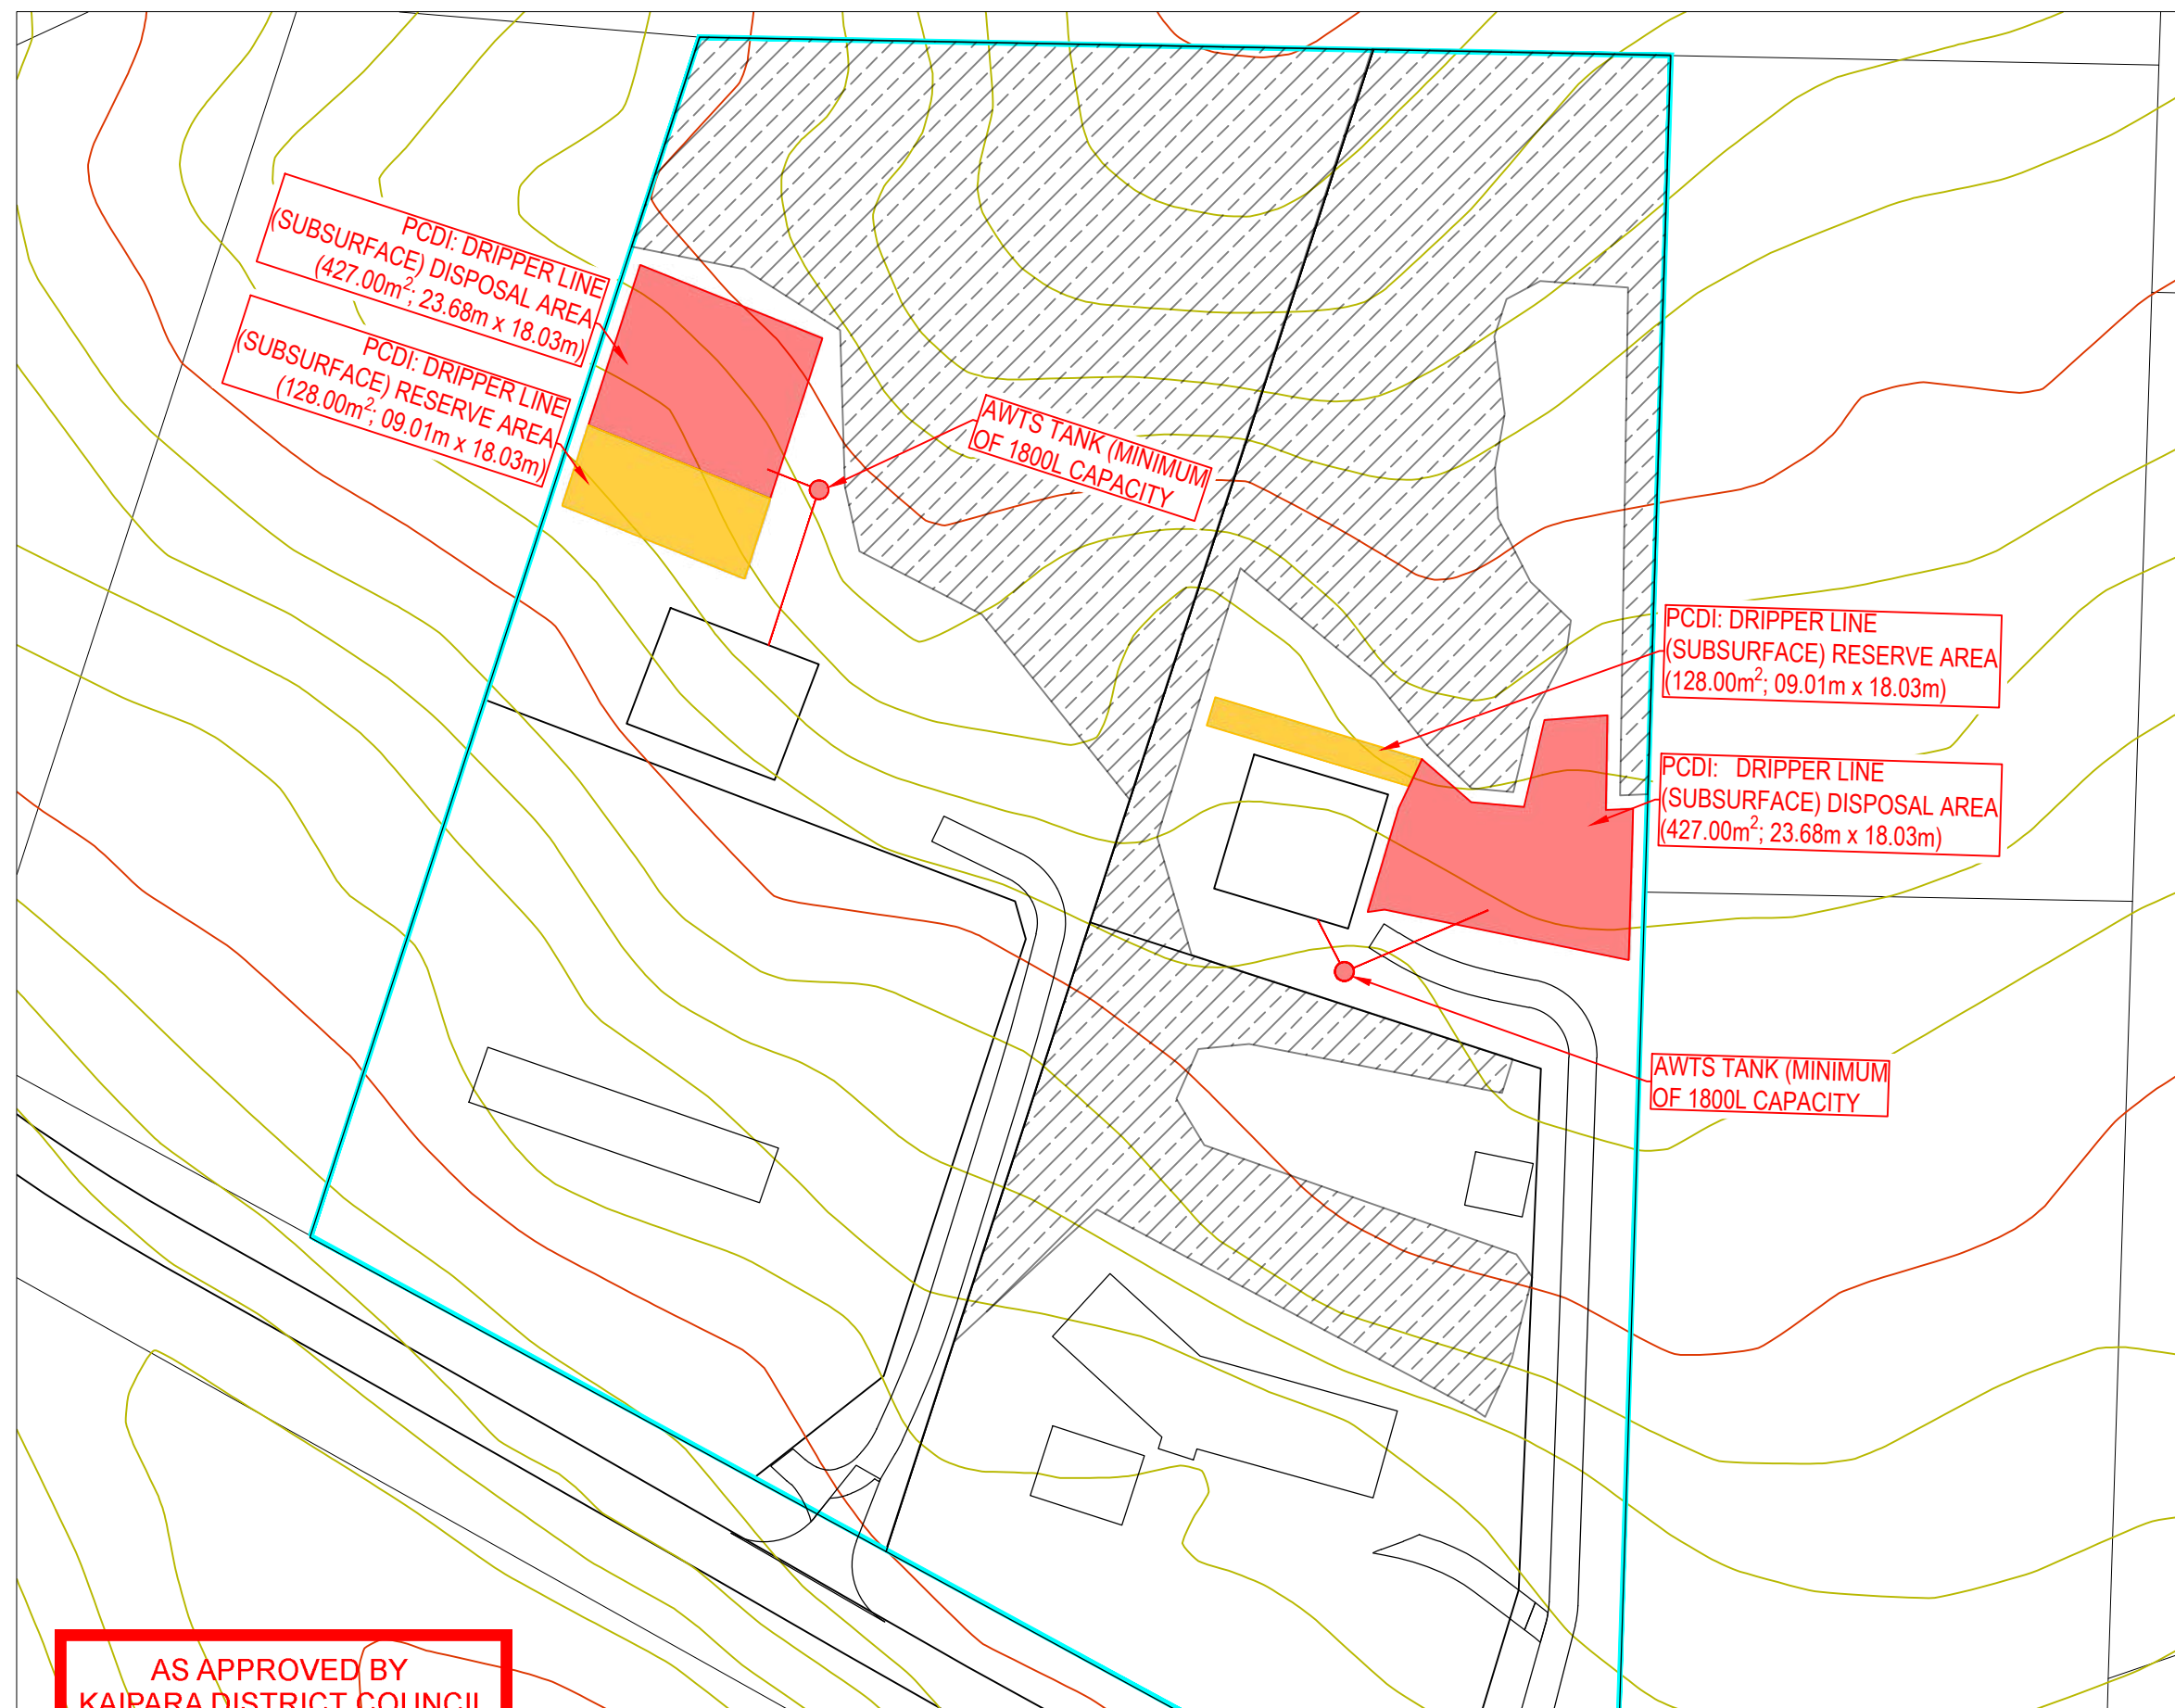 PCDI: DRIPPER LINE
(SUBSURFACE) DISPOSAL AREA
(427.00m²; 23.68m x 18.03m)
PCDI: DRIPPER LINE
(SUBSURFACE) RESERVE AREA
(128.00m²; 09.01m x 18.03m)
AWTS TANK (MINIMUM
OF 1800L CAPACITY
PCDI: DRIPPER LINE
(SUBSURFACE) RESERVE AREA
(128.00m²; 09.01m x 18.03m)
PCDI: DRIPPER LINE
(SUBSURFACE) DISPOSAL AREA
(427.00m²; 23.68m x 18.03m)
AWTS TANK (MINIMUM
OF 1800L CAPACITY
AS APPROVED BY
KAIPARA DISTRICT COUNCIL